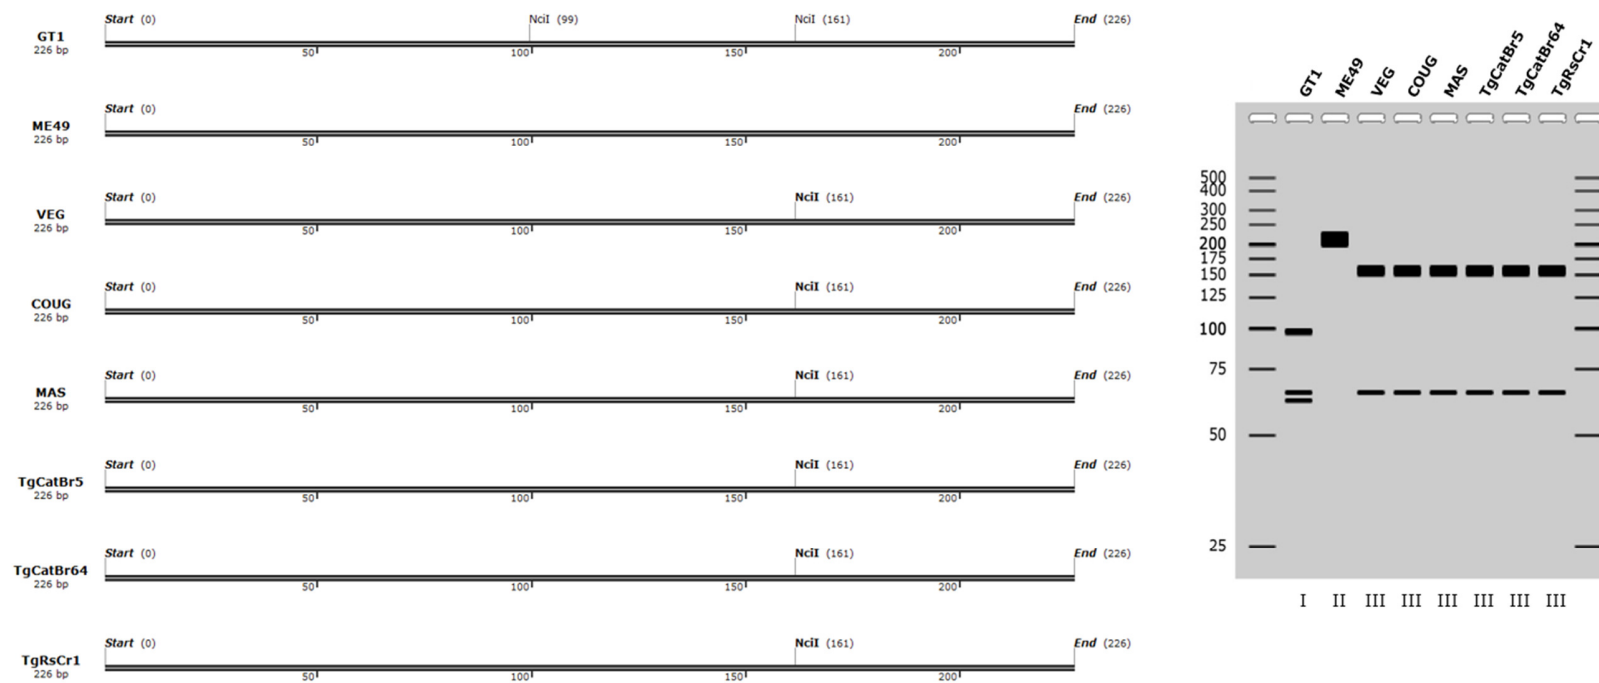 Start (0) NciI (99) NciI (161) End (226)
GT1
226 bp
50 100 150 200
Start (0) End (226)
ME49
226 bp
50 100 150 200
Start (0) NciI (161) End (226)
VEG
226 bp
50 100 150 200
Start (0) NciI (161) End (226)
COUG
226 bp
50 100 150 200
Start (0) NciI (161) End (226)
MAS
226 bp
50 100 150 200
Start (0) NciI (161) End (226)
TgCatBr5
226 bp
50 100 150 200
Start (0) NciI (161) End (226)
TgCatBr64
226 bp
50 100 150 200
Start (0) NciI (161) End (226)
TgRsCr1
226 bp
50 100 150 200
GT1 ME49 VEG COUG MAS TgCatBr5 TgCatBr64 TgRsCr1
500
400
300
250
200
175
150
125
100
75
50
25
I II III III III III III III